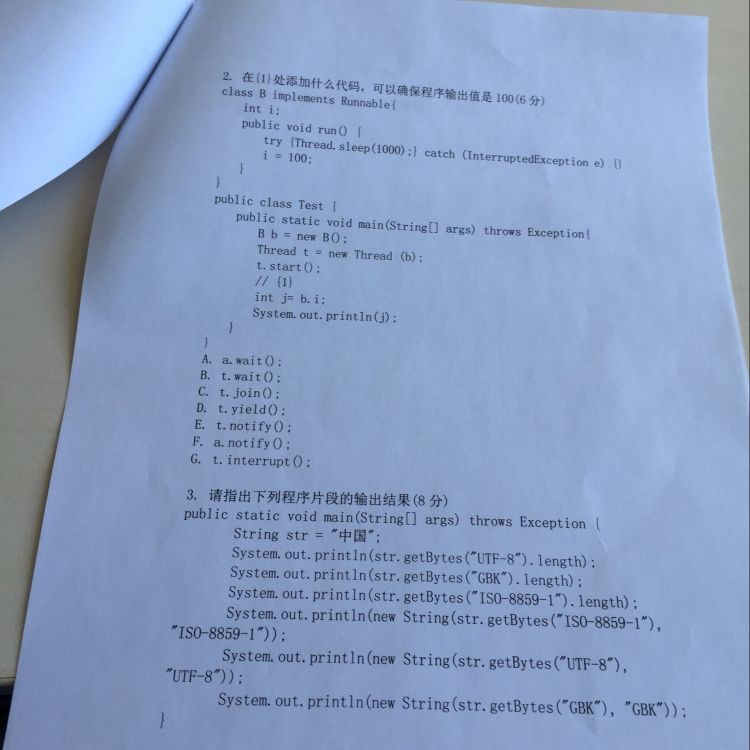 2. 在{1}处添加什么代码，可以确保程序输出值是 100(6 分)
class B implements Runnable{
int i;
public void run() {
try {Thread.sleep(1000);} catch (InterruptedException e) {}
i = 100;
}
}
public class Test {
public static void main(String[] args) throws Exception{
B b = new B();
Thread t = new Thread (b);
t.start();
// {1}
int j= b.i;
System.out.println(j);
}
}
A. a.wait();
B. t.wait();
C. t.join();
D. t.yield();
E. t.notify();
F. a.notify();
G. t.interrupt();
3. 请指出下列程序片段的输出结果(8 分)
public static void main(String[] args) throws Exception {
String str = "中国";
System.out.println(str.getBytes("UTF-8").length);
System.out.println(str.getBytes("GBK").length);
System.out.println(str.getBytes("ISO-8859-1").length);
System.out.println(new String(str.getBytes("ISO-8859-1"),
"ISO-8859-1"));
System.out.println(new String(str.getBytes("UTF-8"),
"UTF-8"));
System.out.println(new String(str.getBytes("GBK"), "GBK"));
}